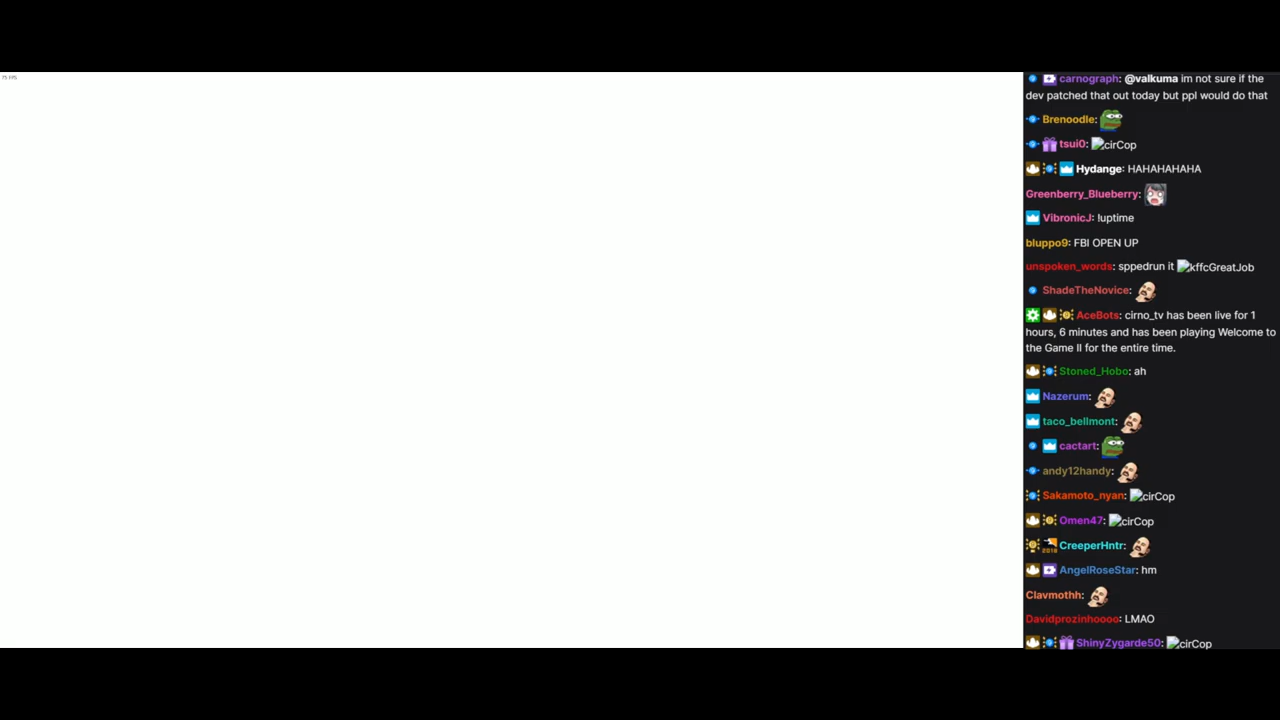 75 FPS
carnograph: @valkuma im not sure if the
dev patched that out today but ppl would do that
Brenoodle:
tsui0: cirCop
Hydange: HAHAHAHAHA
Greenberry_Blueberry:
VibronicJ: !uptime
bluppo9: FBI OPEN UP
unspoken_words: sppedrun it kffcGreatJob
ShadeTheNovice:
AceBots: cirno_tv has been live for 1
hours, 6 minutes and has been playing Welcome to
the Game II for the entire time.
Stoned_Hobo: ah
Nazerum:
taco_bellmont:
cactart:
andy12handy:
Sakamoto_nyan: cirCop
Omen47: cirCop
CreeperHntr:
AngelRoseStar: hm
Clavmothh:
Davidprozinhoooo: LMAO
ShinyZygarde50: cirCop